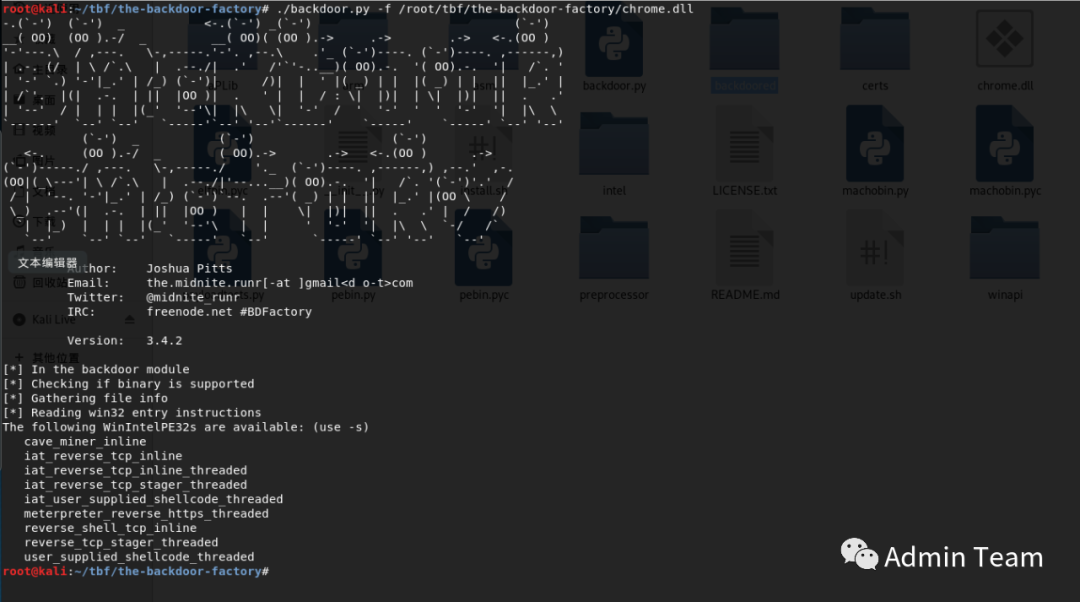 root@kali:~/tbf/the-backdoor-factory# ./backdoor.py -f /root/tbf/the-backdoor-factory/chrome.dll
Author:    Joshua Pitts
Email:     the.midnite.runr[-at ]gmail<d o-t>com
Twitter:   @midnite_runr
IRC:       freenode.net #BDFactory
Version:   3.4.2
[*] In the backdoor module
[*] Checking if binary is supported
[*] Gathering file info
[*] Reading win32 entry instructions
The following WinIntelPE32s are available: (use -s)
   cave_miner_inline
   iat_reverse_tcp_inline
   iat_reverse_tcp_inline_threaded
   iat_reverse_tcp_stager_threaded
   iat_user_supplied_shellcode_threaded
   meterpreter_reverse_https_threaded
   reverse_shell_tcp_inline
   reverse_tcp_stager_threaded
   user_supplied_shellcode_threaded
root@kali:~/tbf/the-backdoor-factory#
文本编辑器
Kali Live
其他位置
backdoor.py
backdoored
certs
chrome.dll
intel
LICENSE.txt
machobin.py
machobin.pyc
pebin.py
pebin.pyc
preprocessor
README.md
update.sh
winapi
Admin Team